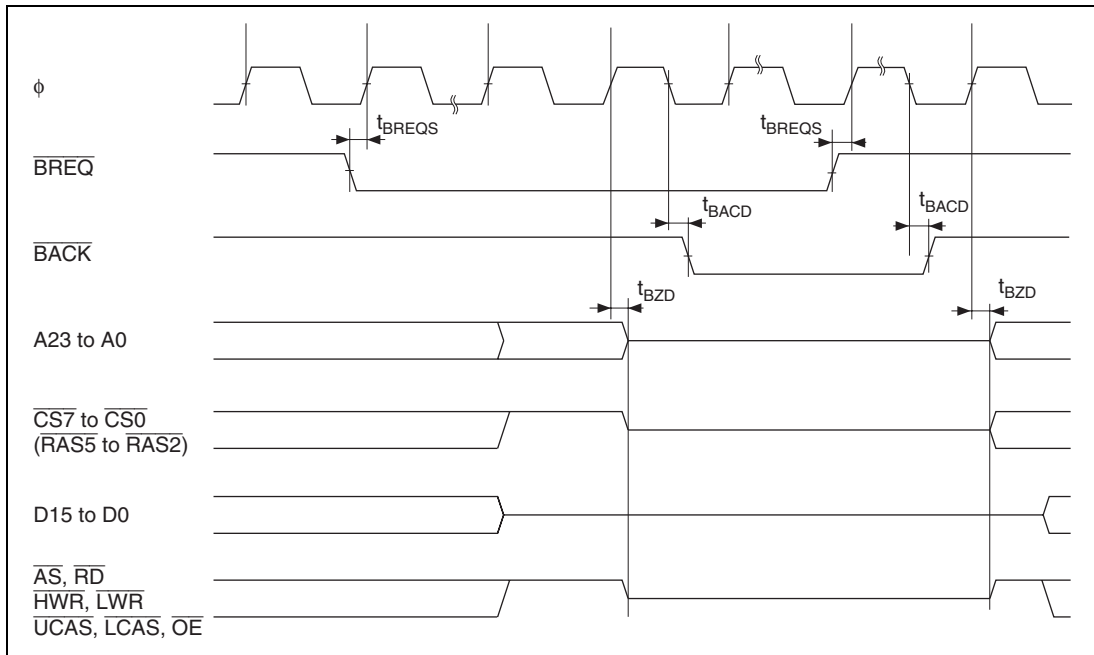 ϕ
tBREQS
tBREQS
BREQ
tBACD
tBACD
BACK
tBZD
tBZD
A23 to A0
CS7 to CS0
(RAS5 to RAS2)
D15 to D0
AS, RD
HWR, LWR
UCAS, LCAS, OE